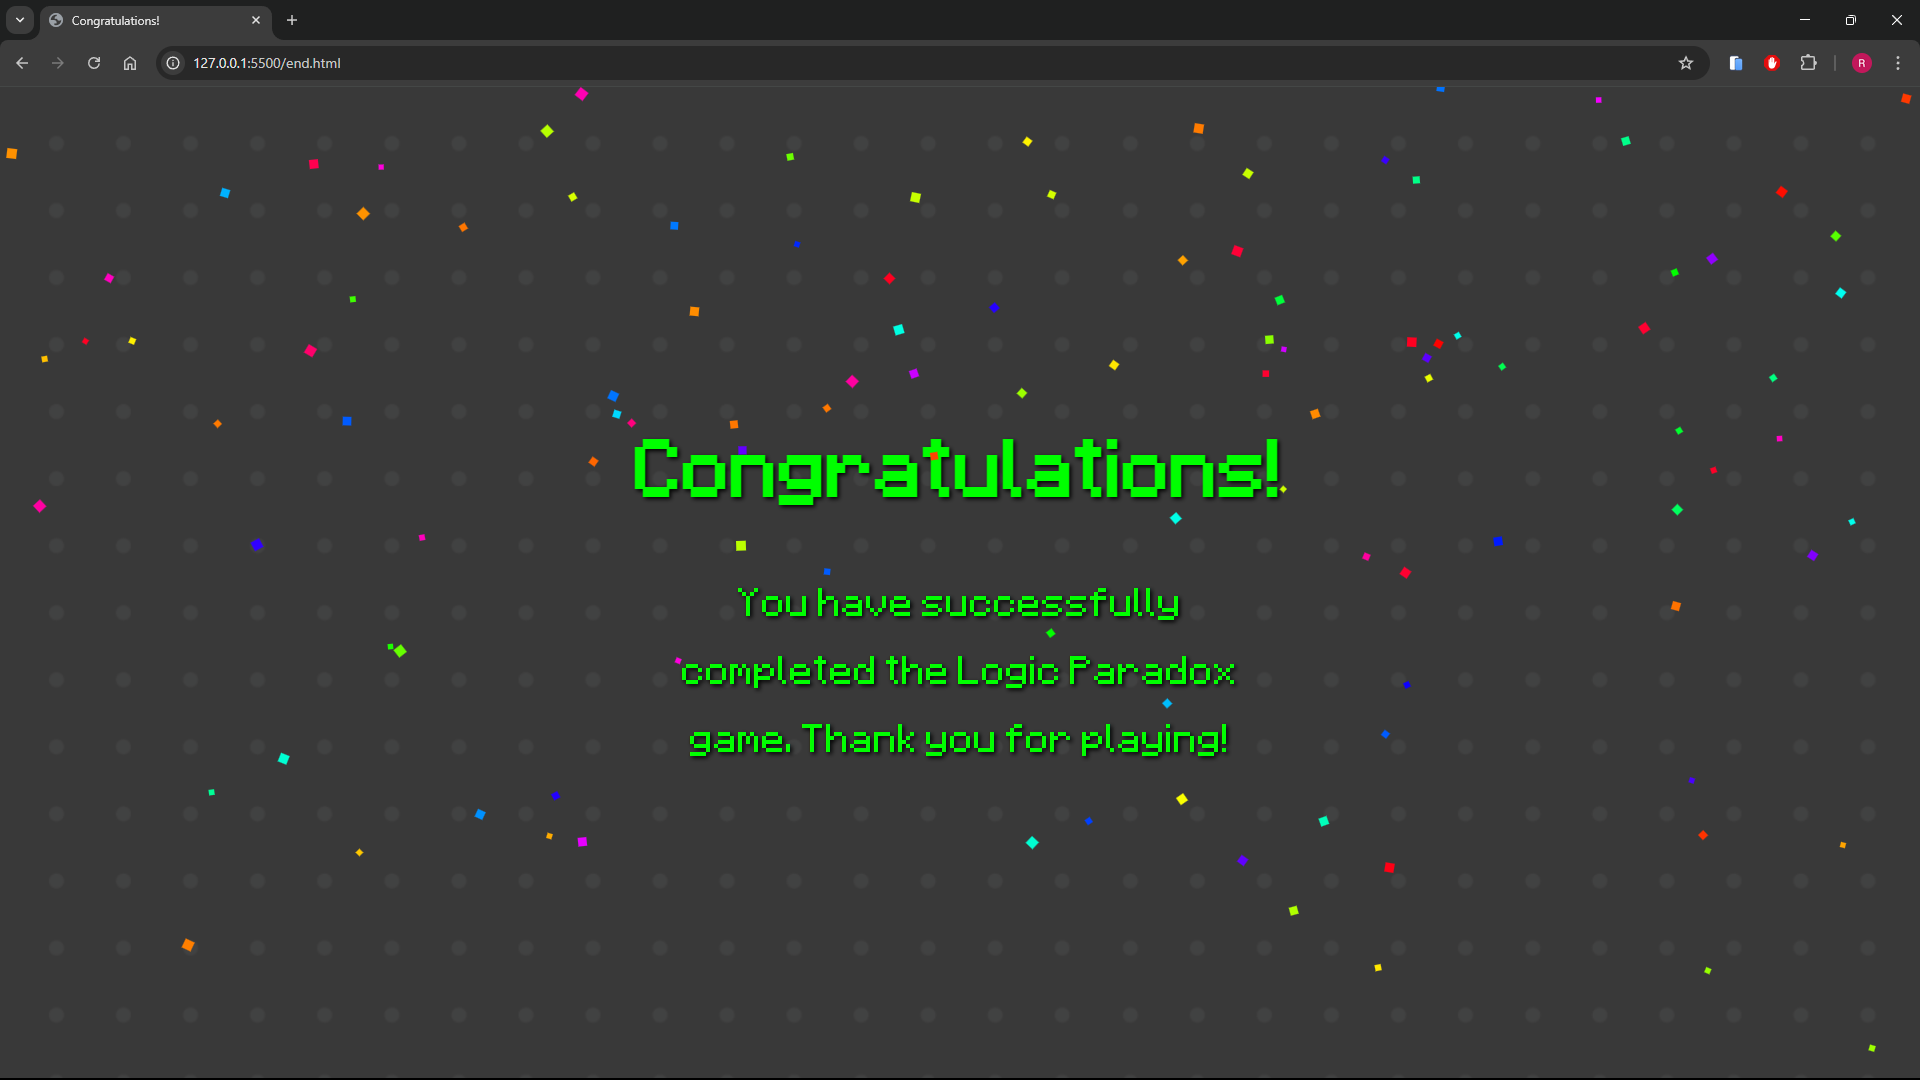 Congratulations!
127.0.0.1:5500/end.html
R
Congratulations!
You have successfully
completed the Logic Paradox
game. Thank you for playing!